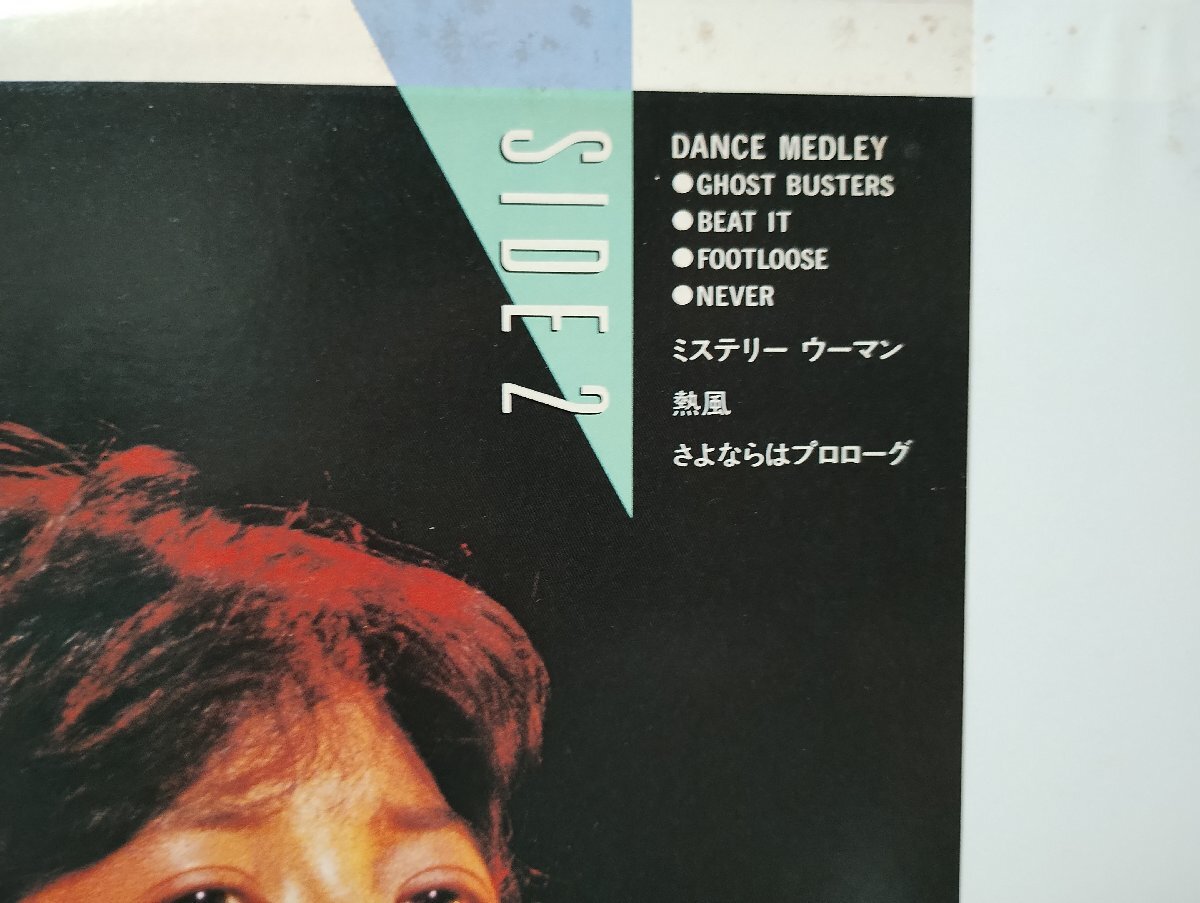 SIDE 2
DANCE MEDLEY
●GHOST BUSTERS
●BEAT IT
●FOOTLOOSE
●NEVER
ミステリー ウーマン
熱風
さよならはプロローグ